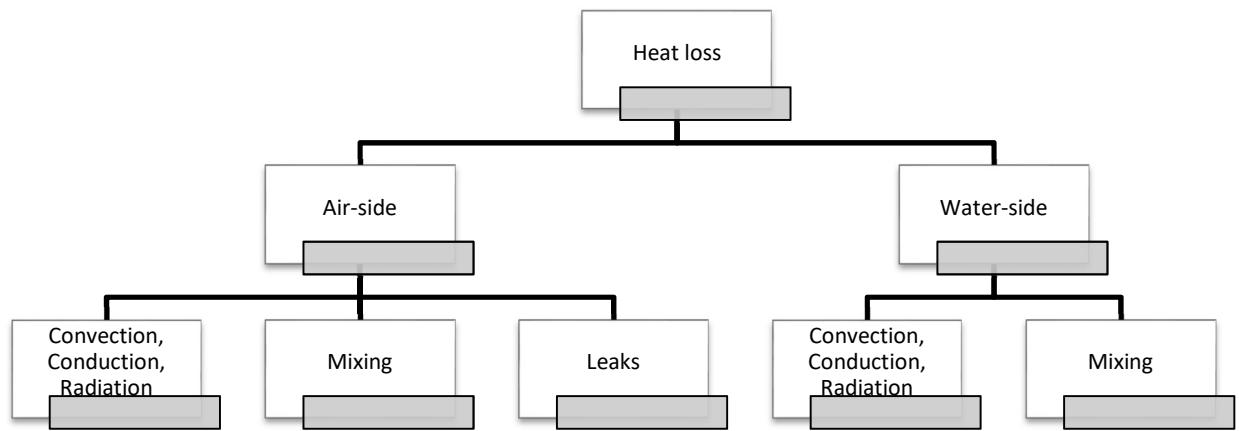 Heat loss
Air-side
Water-side
Convection,
Conduction,
Radiation
Mixing
Leaks
Convection,
Conduction,
Radiation
Mixing